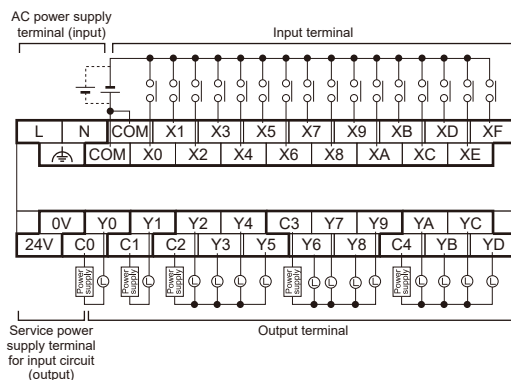 AC power supply
terminal (input)
Input terminal
L N COM X1 X3 X5 X7 X9 XB XD XF
COM X0 X2 X4 X6 X8 XA XC XE
0V Y0 Y1 Y2 Y4 C3 Y7 Y9 YA YC
24V C0 C1 C2 Y3 Y5 Y6 Y8 C4 YB YD
Power
supply
L
Power
supply
L
Power
supply
L
L
L
L
Power
supply
L
L
L
L
Power
supply
L
L
L
L
Service power
supply terminal
for input circuit
(output)
Output terminal